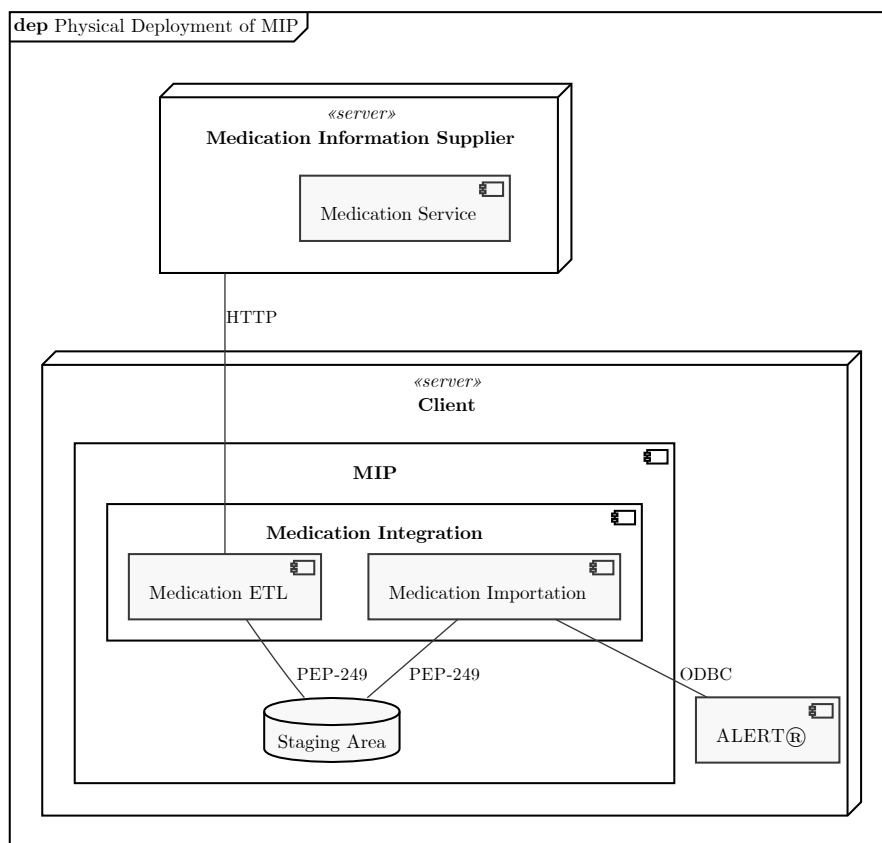 dep Physical Deployment of MIP
«server»
Medication Information Supplier
Medication Service
HTTP
«server»
Client
MIP
Medication Integration
Medication ETL
Medication Importation
PEP-249
PEP-249
ODBC
Staging Area
ALERT®